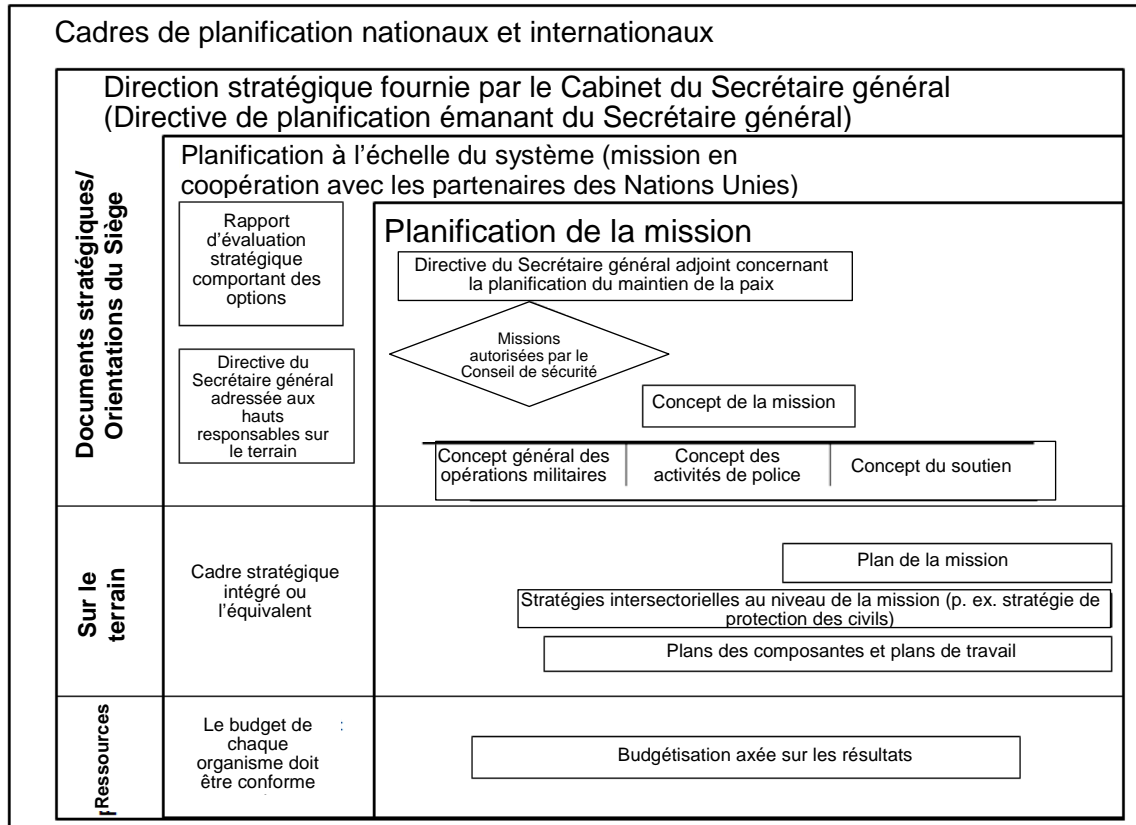 Cadres de planification nationaux et internationaux
Direction stratégique fournie par le Cabinet du Secrétaire général
(Directive de planification émanant du Secrétaire général)
Documents stratégiques/
Orientations du Siège
Planification à l’échelle du système (mission en
coopération avec les partenaires des Nations Unies)
Rapport
d’évaluation
stratégique
comportant des
options
Directive du
Secrétaire général
adressée aux
hauts
responsables sur
le terrain
Planification de la mission
Directive du Secrétaire général adjoint concernant
la planification du maintien de la paix
Missions
autorisées par le
Conseil de sécurité
Concept de la mission
Concept général des
opérations militaires
Concept des
activités de police
Concept du soutien
Sur le
terrain
Cadre stratégique
intégré ou
l’équivalent
Plan de la mission
Stratégies intersectorielles au niveau de la mission (p. ex. stratégie de
protection des civils)
Plans des composantes et plans de travail
Ressources
Le budget de :
chaque
organisme doit
être conforme
Budgétisation axée sur les résultats